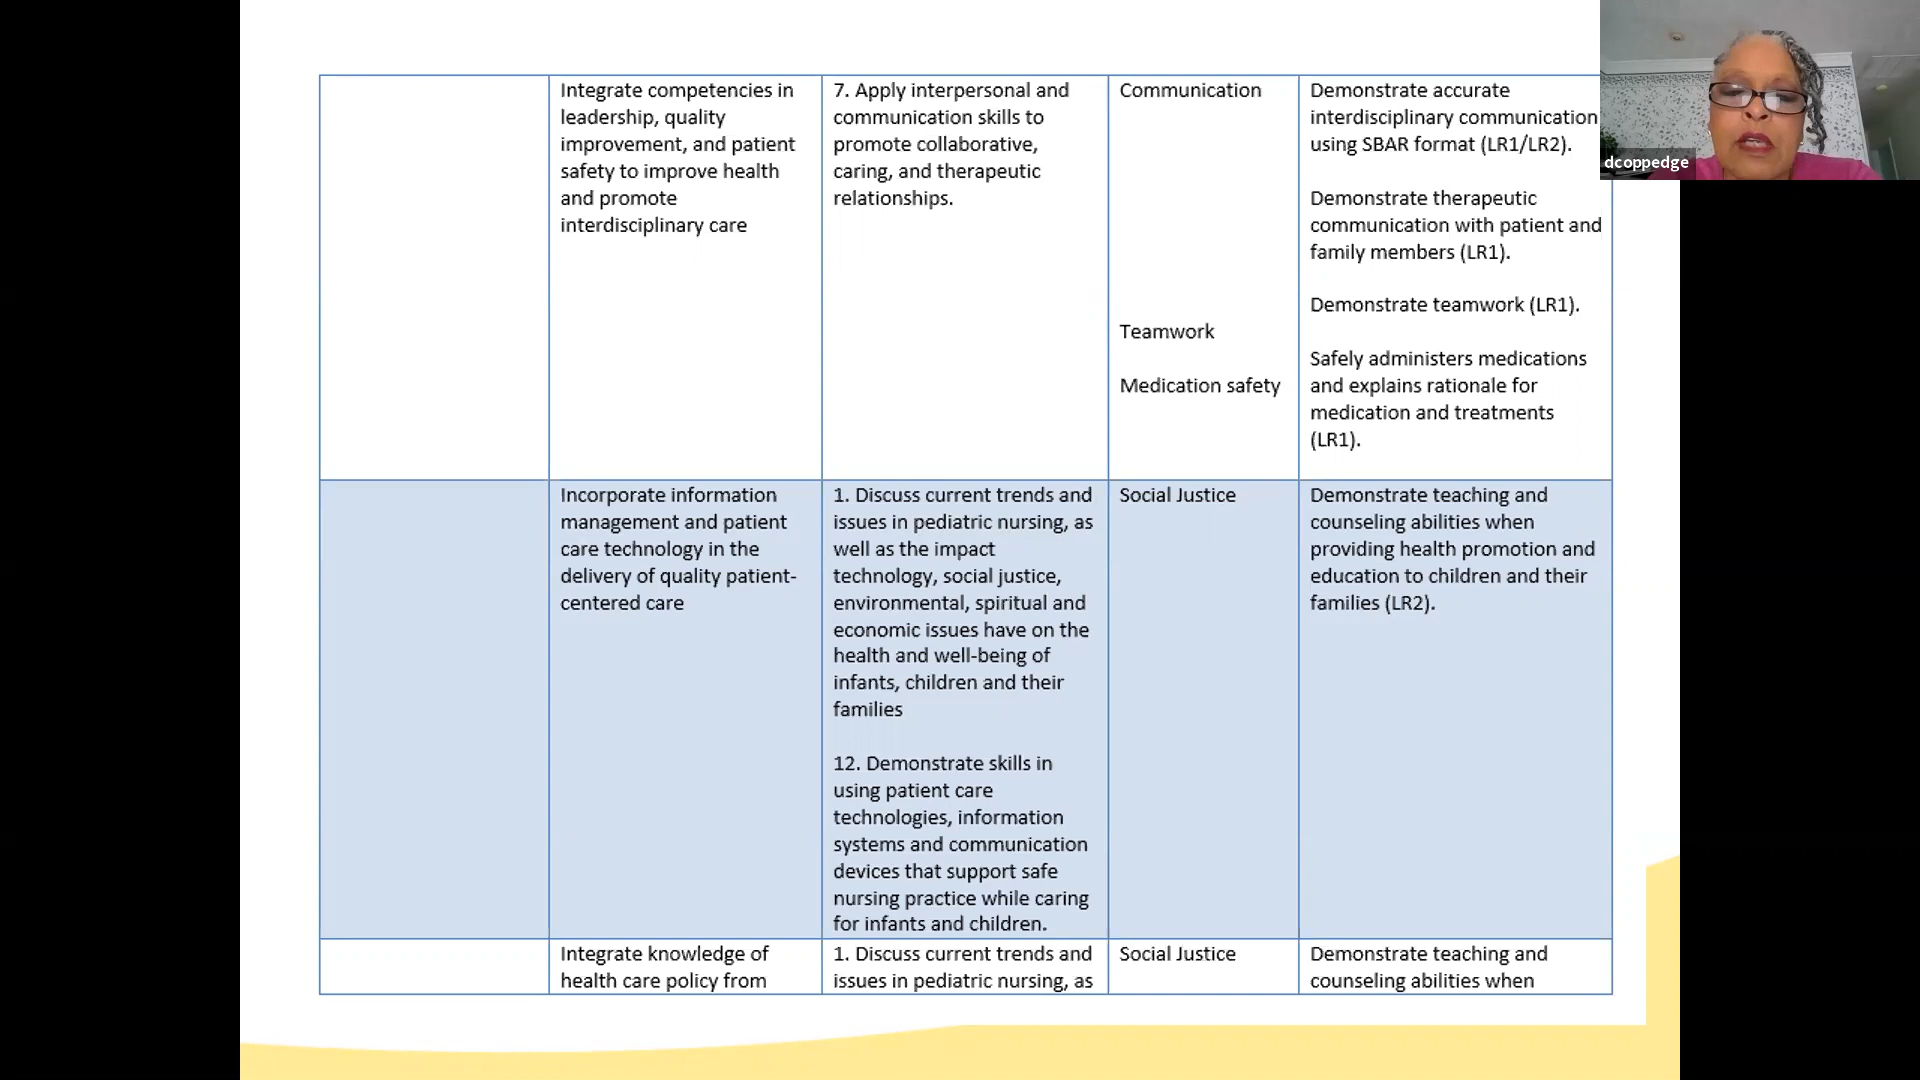 Integrate competencies in
leadership, quality
improvement, and patient
safety to improve health
and promote
interdisciplinary care
7. Apply interpersonal and
communication skills to
promote collaborative,
caring, and therapeutic
relationships.
Communication
Teamwork
Medication safety
Demonstrate accurate
interdisciplinary communication
using SBAR format (LR1/LR2).
Demonstrate therapeutic
communication with patient and
family members (LR1).
Demonstrate teamwork (LR1).
Safely administers medications
and explains rationale for
medication and treatments
(LR1).
dcoppedge
Incorporate information
management and patient
care technology in the
delivery of quality patient-
centered care
1. Discuss current trends and
issues in pediatric nursing, as
well as the impact
technology, social justice,
environmental, spiritual and
economic issues have on the
health and well-being of
infants, children and their
families
12. Demonstrate skills in
using patient care
technologies, information
systems and communication
devices that support safe
nursing practice while caring
for infants and children.
Social Justice
Demonstrate teaching and
counseling abilities when
providing health promotion and
education to children and their
families (LR2).
Integrate knowledge of
health care policy from
1. Discuss current trends and
issues in pediatric nursing, as
Social Justice
Demonstrate teaching and
counseling abilities when